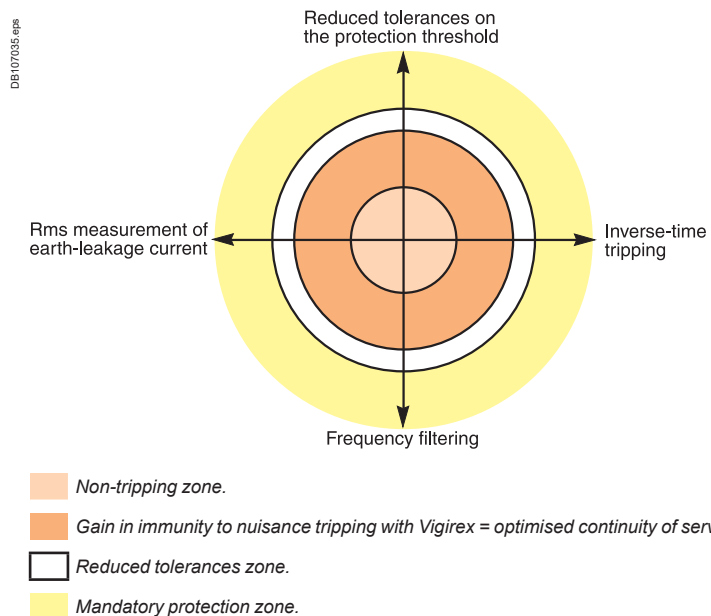 DB107035.eps
Reduced tolerances on
the protection threshold
Rms measurement of
earth-leakage current
Inverse-time
tripping
Frequency filtering
Non-tripping zone.
Gain in immunity to nuisance tripping with Vigirex = optimised continuity of serv
Reduced tolerances zone.
Mandatory protection zone.